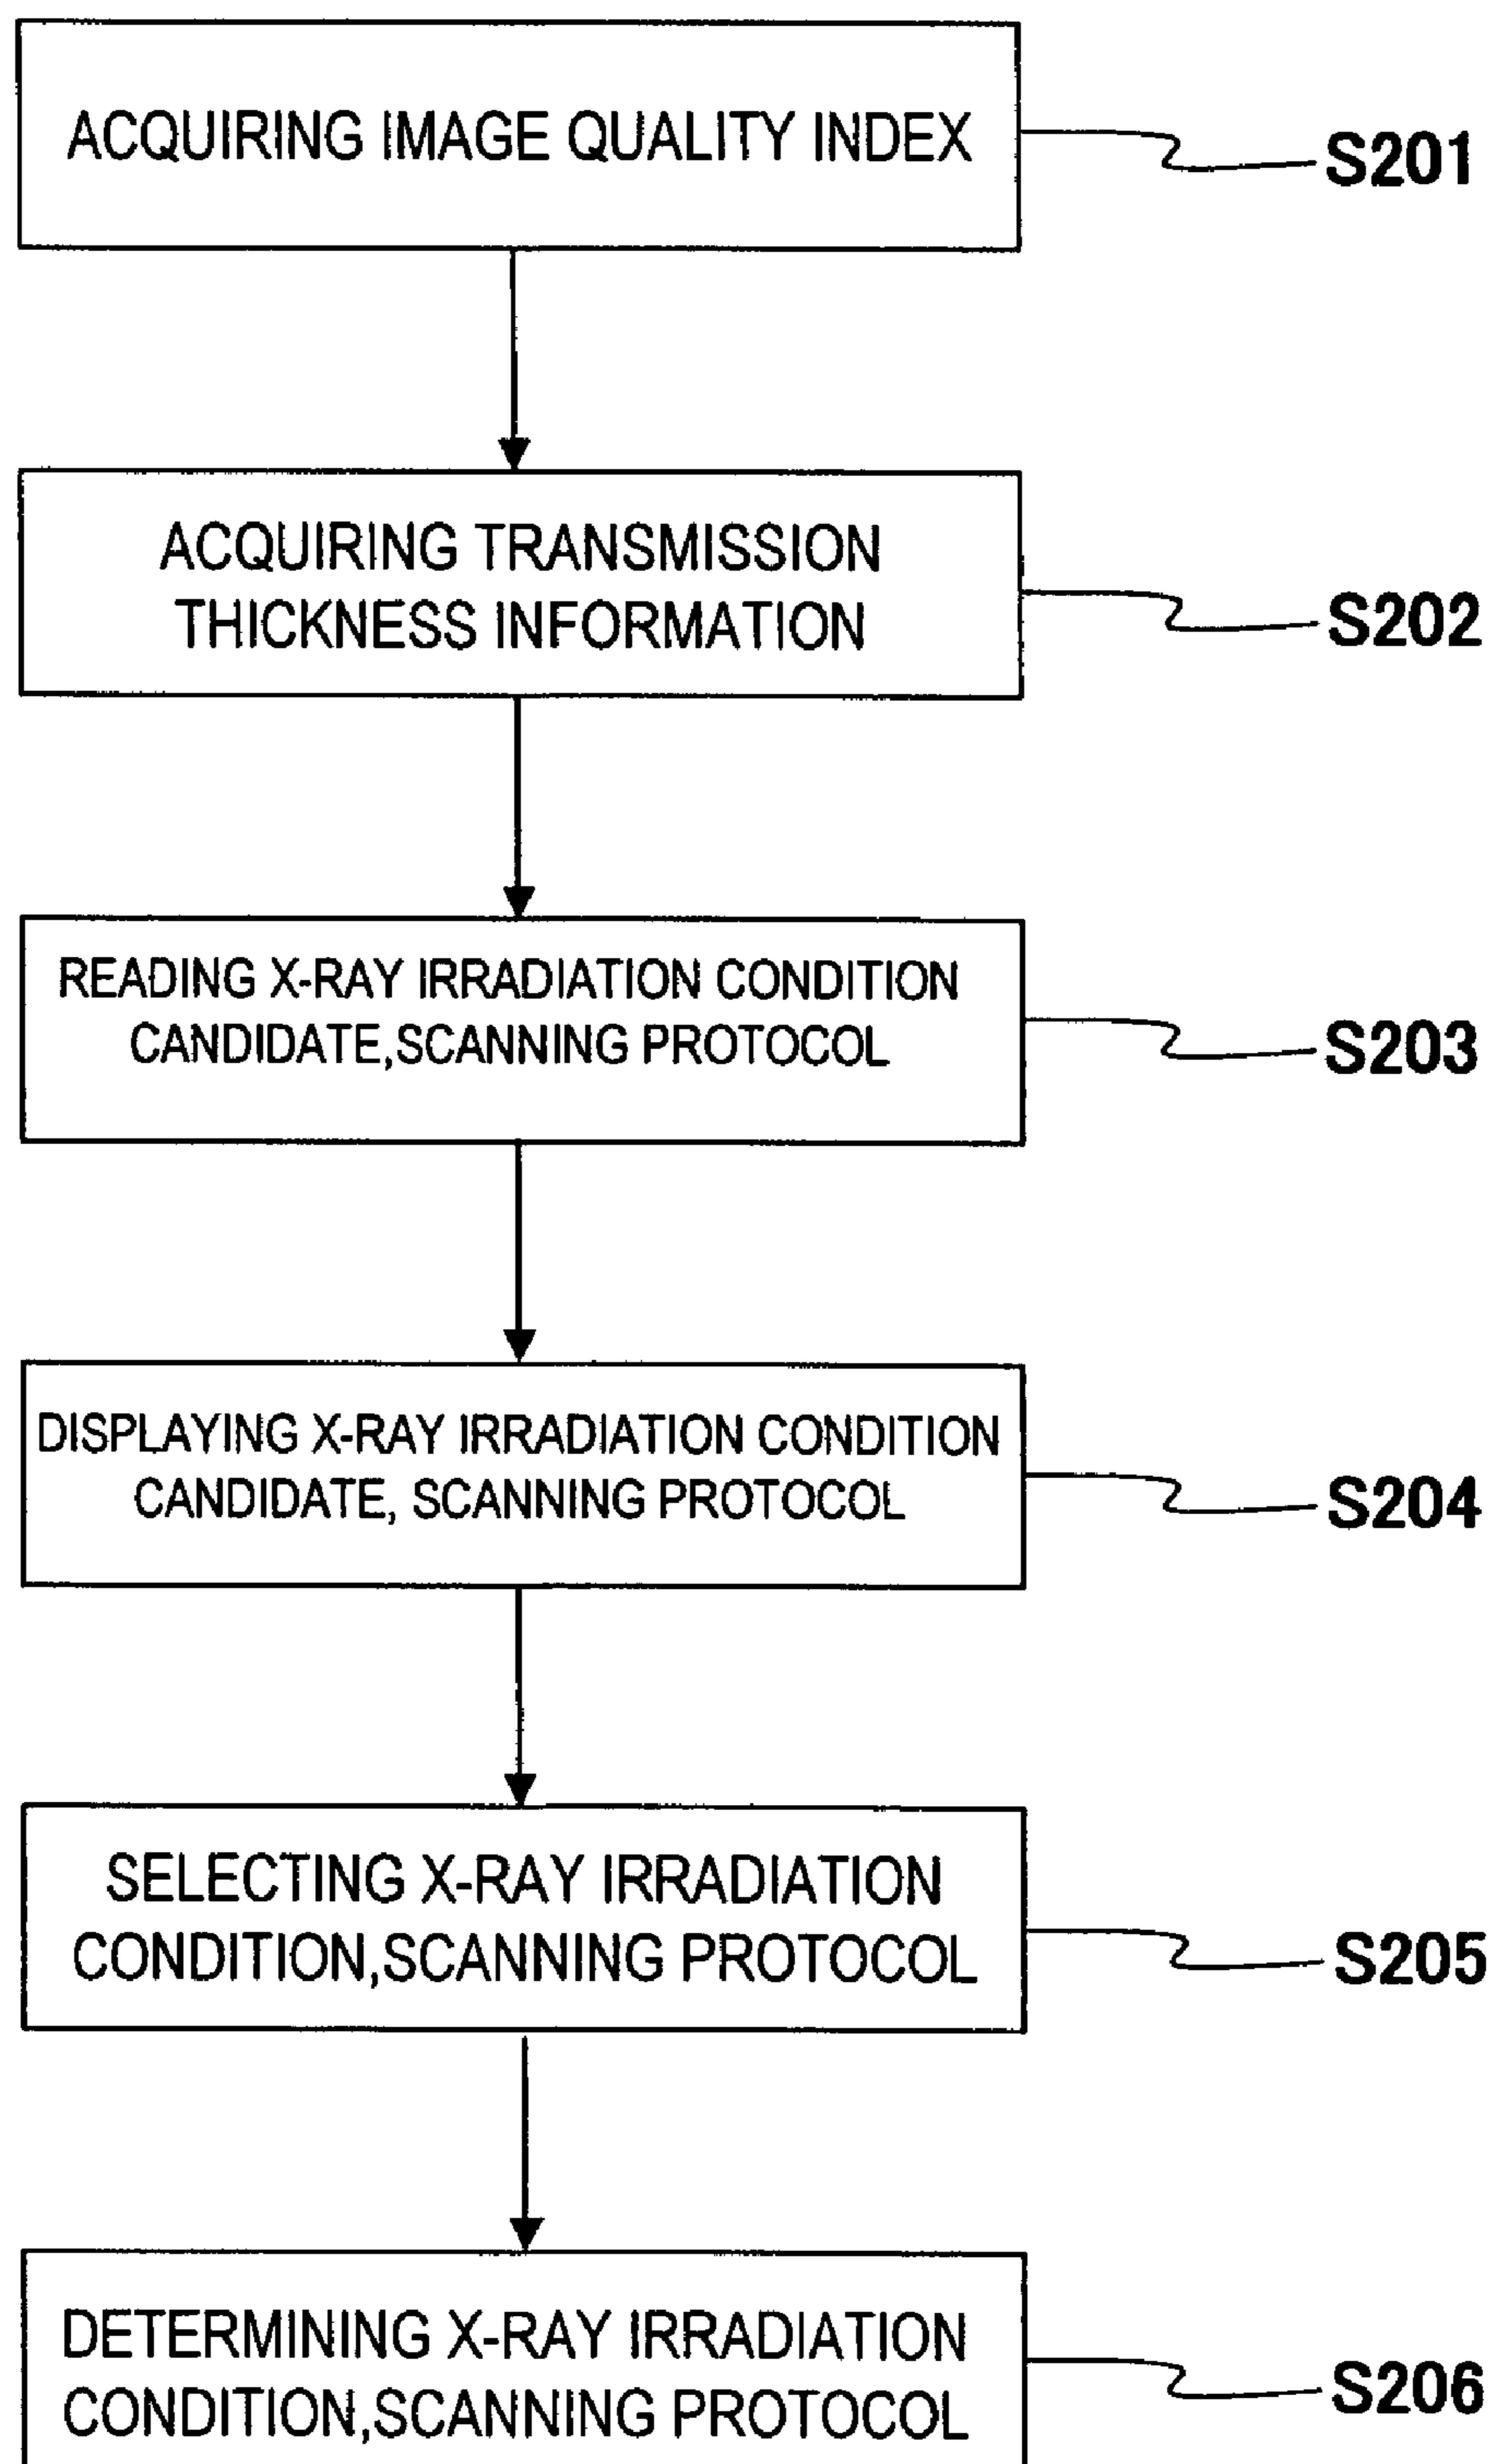 ACQUIRING IMAGE QUALITY INDEX
S201
ACQUIRING TRANSMISSION
THICKNESS INFORMATION
S202
READING X-RAY IRRADIATION CONDITION
CANDIDATE,SCANNING PROTOCOL
S203
DISPLAYING X-RAY IRRADIATION CONDITION
CANDIDATE, SCANNING PROTOCOL
S204
SELECTING X-RAY IRRADIATION
CONDITION,SCANNING PROTOCOL
S205
DETERMINING X-RAY IRRADIATION
CONDITION,SCANNING PROTOCOL
S206